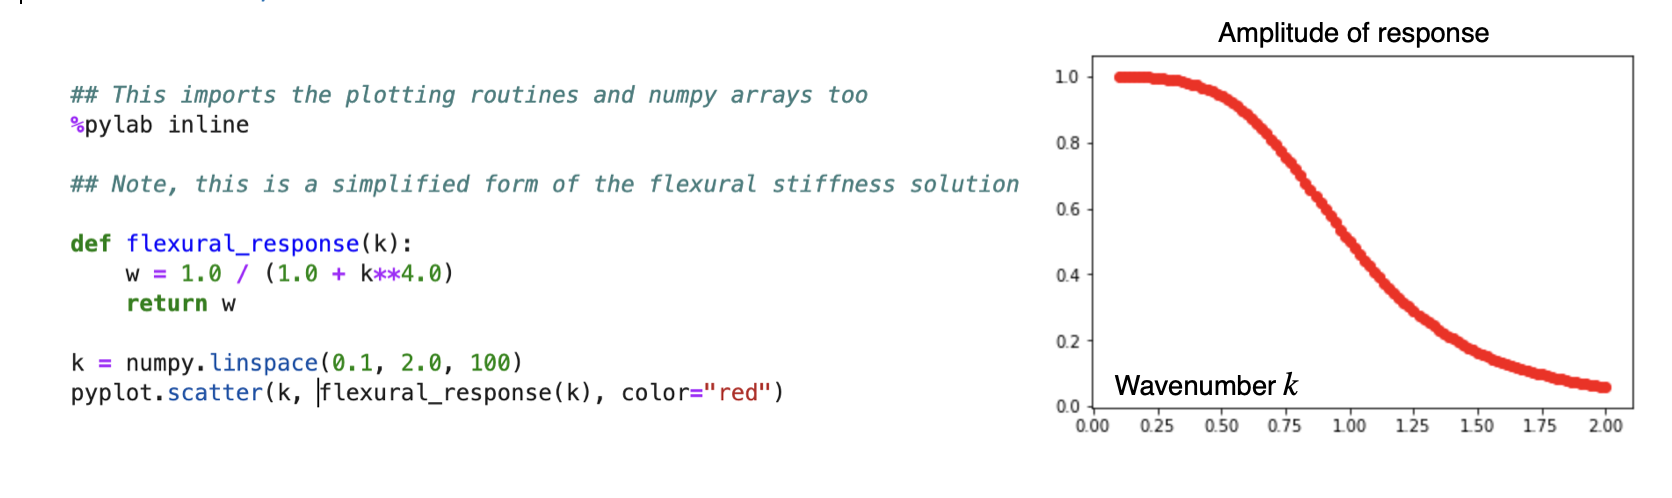 ## This imports the plotting routines and numpy arrays too
%pylab inline
## Note, this is a simplified form of the flexural stiffness solution
def flexural_response(k):
    w = 1.0 / (1.0 + k**4.0)
    return w
k = numpy.linspace(0.1, 2.0, 100)
pyplot.scatter(k, flexural_response(k), color="red")
Amplitude of response
1.0
0.8
0.6
0.4
0.2
0.0
Wavenumber k
0.00 0.25 0.50 0.75 1.00 1.25 1.50 1.75 2.00